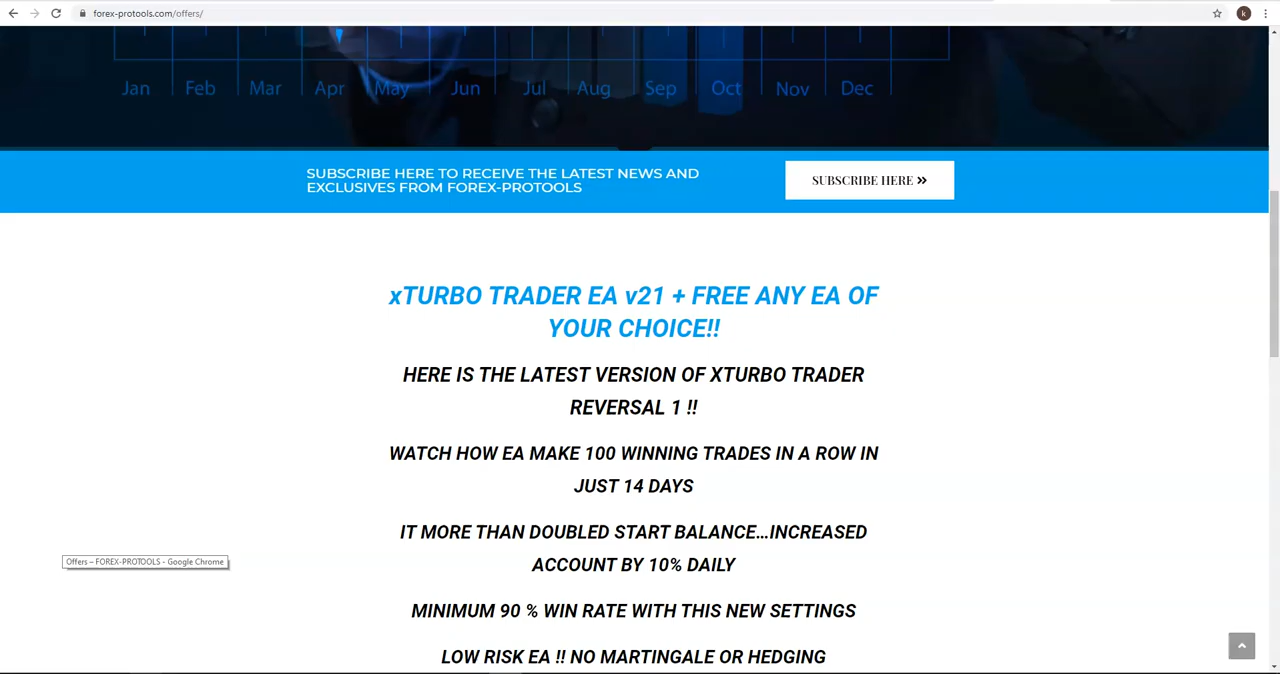 forex-protools.com/offers/
k
Jan Feb Mar Apr May Jun Jul Aug Sep Oct Nov Dec
SUBSCRIBE HERE TO RECEIVE THE LATEST NEWS AND
EXCLUSIVES FROM FOREX-PROTOOLS
SUBSCRIBE HERE »
xTURBO TRADER EA v21 + FREE ANY EA OF
YOUR CHOICE!!
HERE IS THE LATEST VERSION OF XTURBO TRADER
REVERSAL 1 !!
WATCH HOW EA MAKE 100 WINNING TRADES IN A ROW IN
JUST 14 DAYS
IT MORE THAN DOUBLED START BALANCE...INCREASED
ACCOUNT BY 10% DAILY
Offers – FOREX-PROTOOLS - Google Chrome
MINIMUM 90 % WIN RATE WITH THIS NEW SETTINGS
LOW RISK EA !! NO MARTINGALE OR HEDGING